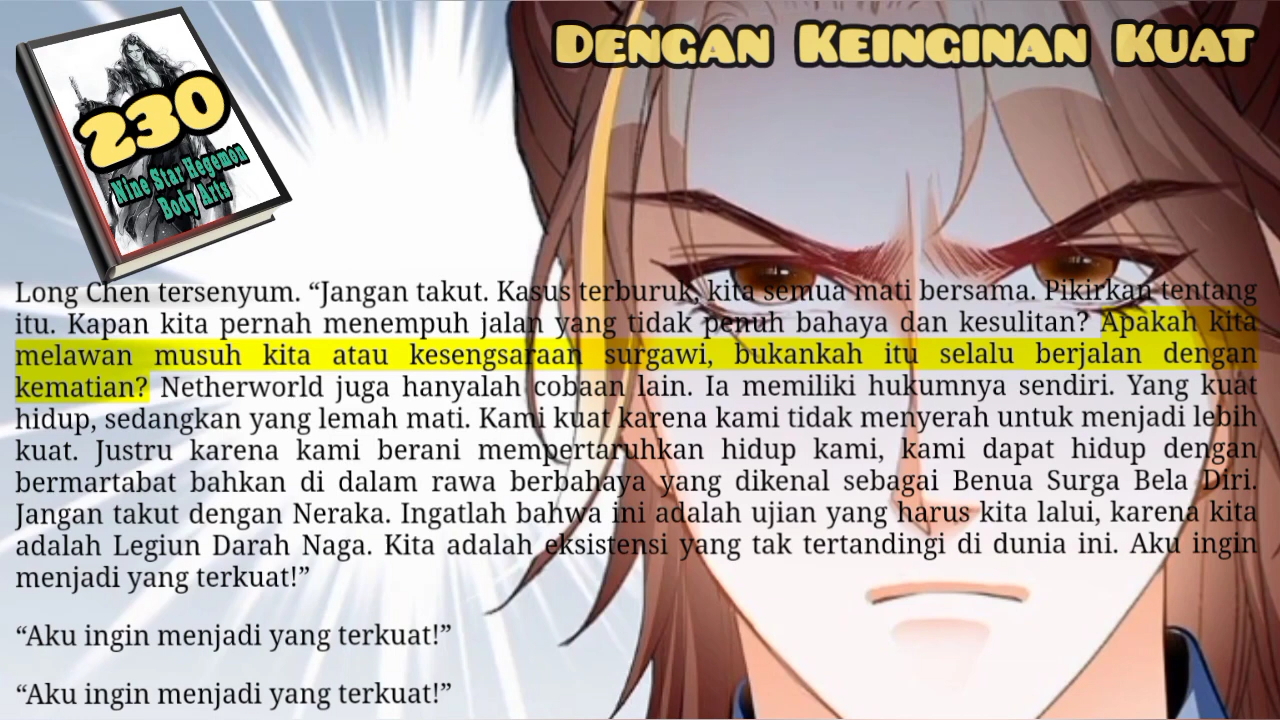 DENGAN KEINGINAN KUAT
230
Nine Star Hegemon
Body Arts
Long Chen tersenyum. “Jangan takut. Kasus terburuk, kita semua mati bersama. Pikirkan tentang
itu. Kapan kita pernah menempuh jalan yang tidak penuh bahaya dan kesulitan? Apakah kita
melawan musuh kita atau kesengsaraan surgawi, bukankah itu selalu berjalan dengan
kematian? Netherworld juga hanyalah cobaan lain. Ia memiliki hukumnya sendiri. Yang kuat
hidup, sedangkan yang lemah mati. Kami kuat karena kami tidak menyerah untuk menjadi lebih
kuat. Justru karena kami berani mempertaruhkan hidup kami, kami dapat hidup dengan
bermartabat bahkan di dalam rawa berbahaya yang dikenal sebagai Benua Surga Bela Diri.
Jangan takut dengan Neraka. Ingatlah bahwa ini adalah ujian yang harus kita lalui, karena kita
adalah Legiun Darah Naga. Kita adalah eksistensi yang tak tertandingi di dunia ini. Aku ingin
menjadi yang terkuat!”
“Aku ingin menjadi yang terkuat!”
“Aku ingin menjadi yang terkuat!”